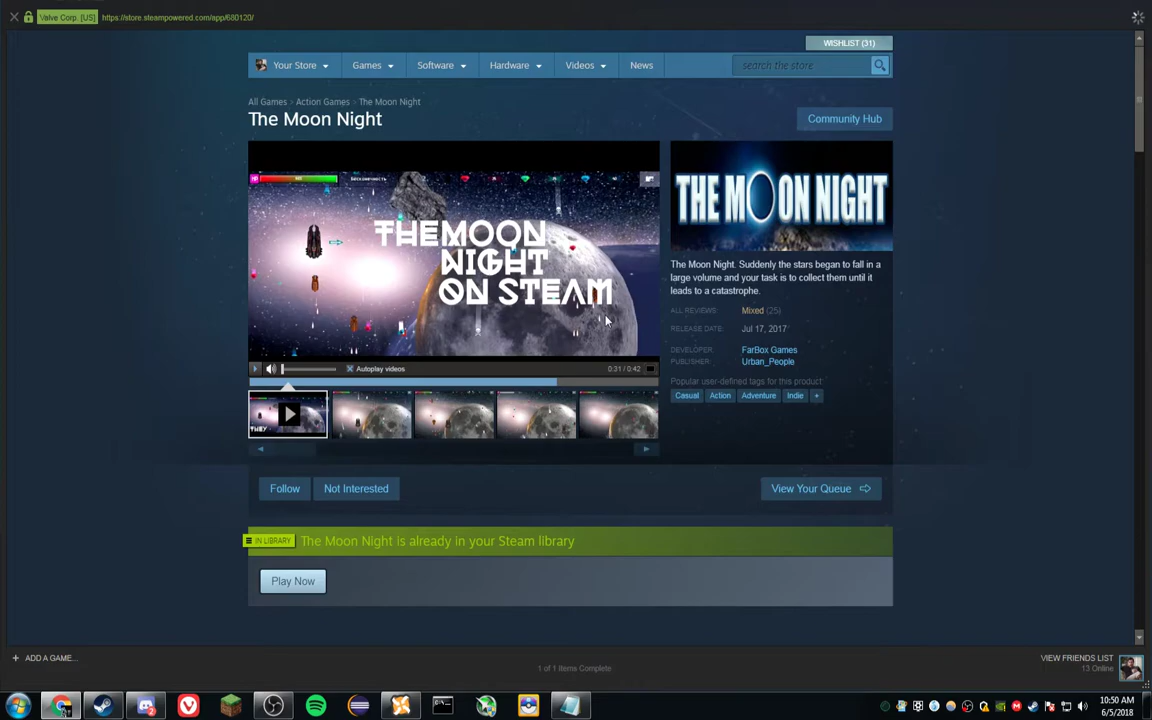 Valve Corp. [US] https://store.steampowered.com/app/680120/
WISHLIST (31)
Your Store Games Software Hardware Videos News search the store
All Games > Action Games > The Moon Night
The Moon Night
Community Hub
THEMOON
NIGHT
ON STEAM
THE MOON NIGHT
The Moon Night. Suddenly the stars began to fall in a
large volume and your task is to collect them until it
leads to a catastrophe.
ALL REVIEWS: Mixed (25)
RELEASE DATE: Jul 17, 2017
DEVELOPER: FarBox Games
PUBLISHER: Urban_People
Popular user-defined tags for this product:
Casual Action Adventure Indie +
Autoplay videos 0:31 / 0:42
THEY
Follow Not Interested View Your Queue
IN LIBRARY The Moon Night is already in your Steam library
Play Now
+ ADD A GAME...
1 of 1 Items Complete
VIEW FRIENDS LIST
13 Online
10:50 AM
6/5/2018